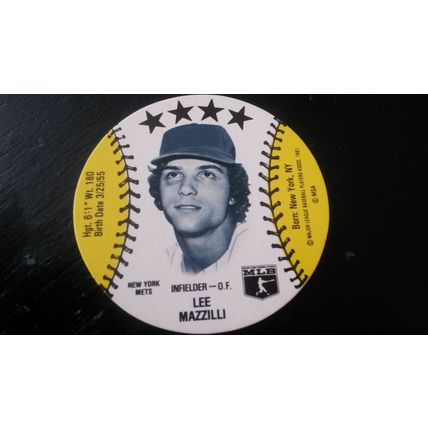 Hgt. 6'1" Wt. 180
Birth Date 3/25/55
NEW YORK
METS
INFIELDER — O.F.
LEE
MAZZILLI
MLB
Born: New York, NY
© MAJOR LEAGUE BASEBALL PLAYERS ASSOC. 1981
© MSA